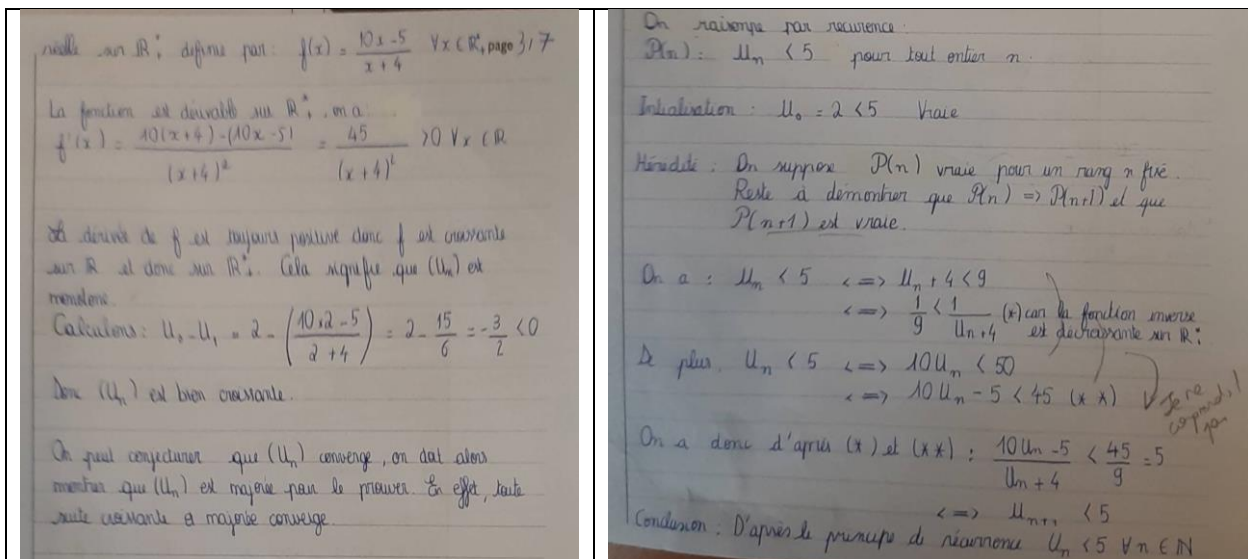 réelle sur ℝ*₊ définie par : f(x) = (10x-5)/(x+4) ∀x ∈ ℝ*₊ page 3/7
La fonction est dérivable sur ℝ*₊, on a :
f'(x) = (10(x+4)-(10x-5))/(x+4)² = 45/(x+4)² >0 ∀x ∈ ℝ
dérivée de f est toujours positive donc f est croissante
sur ℝ et donc sur ℝ*₊. Cela signifie que (Un) est
monotone.
Calculons : U₀ - U₁ = 2 - ((10×2-5)/(2+4)) = 2 - 15/6 = -3/2 <0
Donc (Un) est bien croissante.
On peut conjecturer que (Un) converge, on doit alors
montrer que (Un) est majorée pour le prouver. En effet, toute
suite croissante et majorée converge.
On raisonne par recurence :
P(n) : Un < 5 pour tout entier n.
Initialisation : U₀ = 2 < 5 Vraie
Hérédité : On suppose P(n) vraie pour un rang n fixé.
Reste à démontrer que P(n) => P(n+1) et que
P(n+1) est vraie.
On a : Un < 5 <=> Un + 4 < 9
<=> 1/9 < 1/(Un+4) (*) car la fonction inverse
est décroissante sur ℝ*₊
De plus, Un < 5 <=> 10Un < 50
<=> 10Un - 5 < 45 (**)
Je ne
comprends
pas
On a donc d'après (*) et (**) : (10Un - 5)/(Un + 4) < 45/9 = 5
<=> Un+1 < 5
Conclusion : D'après le principe de récurrence Un < 5 ∀n ∈ ℕ